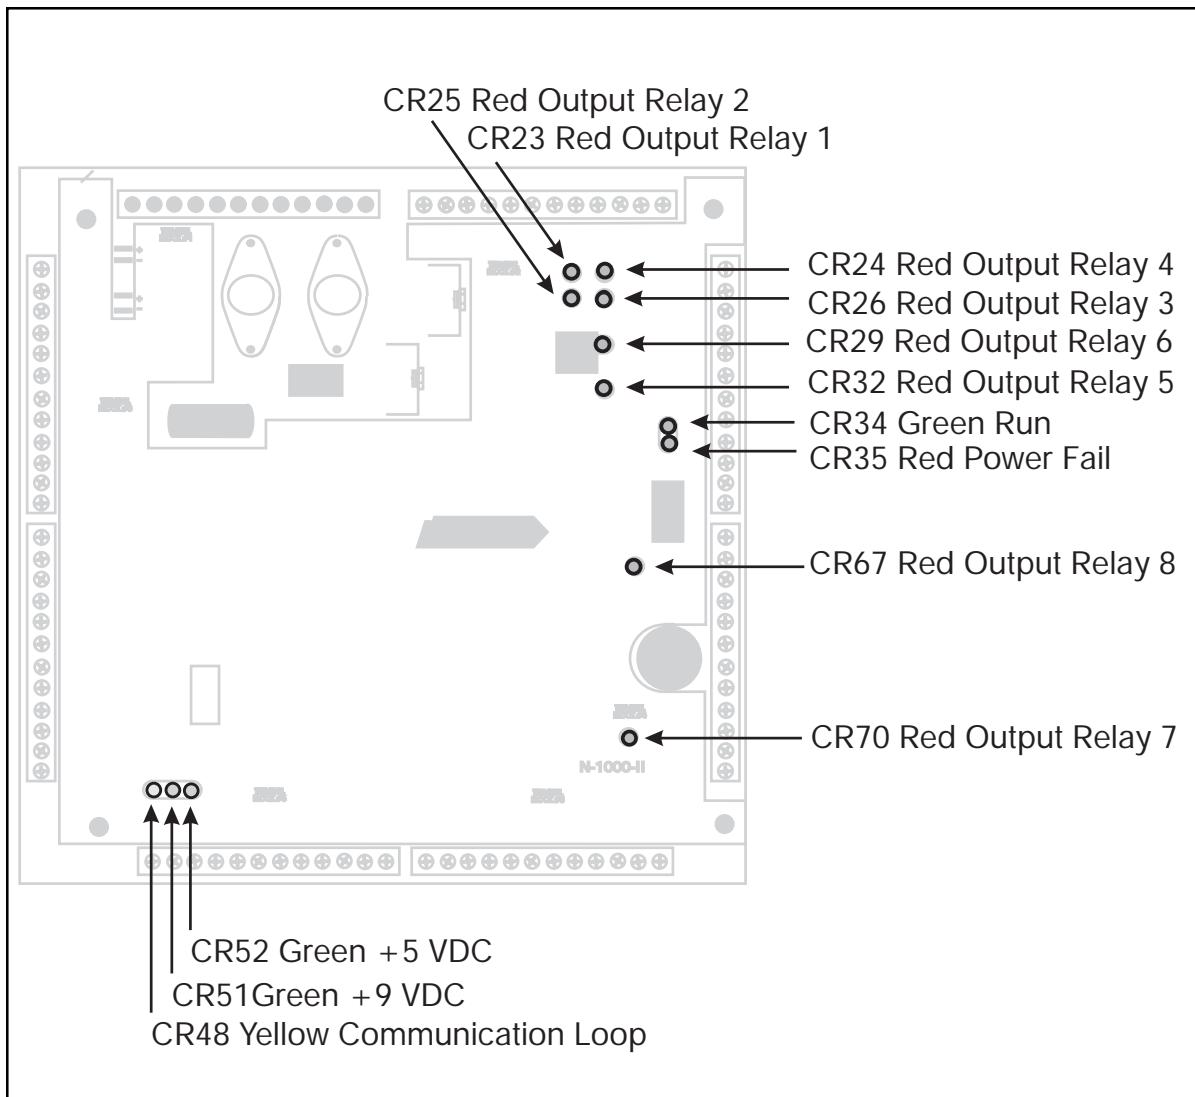 CR25 Red Output Relay 2
CR23 Red Output Relay 1
CR24 Red Output Relay 4
CR26 Red Output Relay 3
CR29 Red Output Relay 6
CR32 Red Output Relay 5
CR34 Green Run
CR35 Red Power Fail
CR67 Red Output Relay 8
CR70 Red Output Relay 7
N-1000-II
CR52 Green +5 VDC
CR51Green +9 VDC
CR48 Yellow Communication Loop